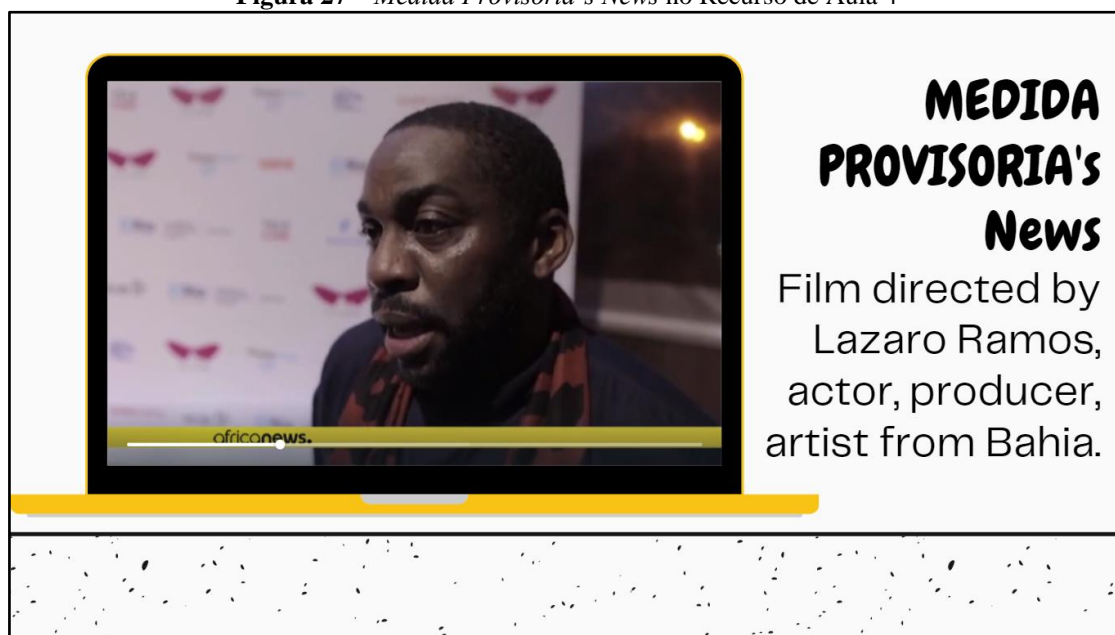 Figura 27 – Medida Provisoria's News no Recurso de Aula 4
MEDIDA
PROVISORIA's
News
Film directed by
Lazaro Ramos,
actor, producer,
artist from Bahia.
africanews.